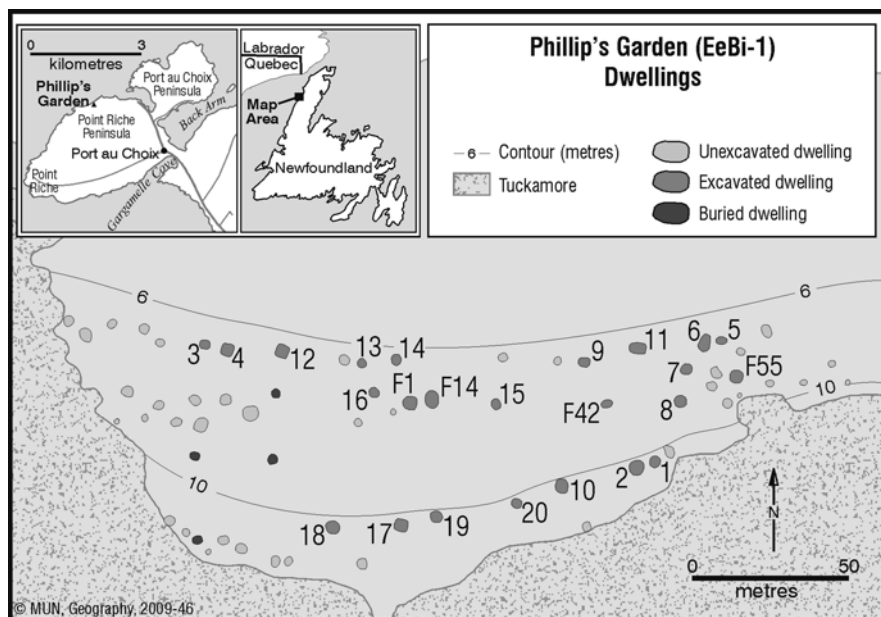 0 3
kilometres
Phillip's
Garden
Port au Choix
Peninsula
Point Riche
Peninsula
Back Arm
Port au Choix
Point
Riche
Gargamelle Cove
Labrador
Quebec
Map
Area
Newfoundland
Phillip's Garden (EeBi-1)
Dwellings
6 Contour (metres)
Tuckamore
Unexcavated dwelling
Excavated dwelling
Buried dwelling
6
6
3
4
12
13
14
9
11
6
5
7
F55
16
F1
F14
15
F42
8
10
10
2
1
10
20
19
17
18
N
0 50
metres
© MUN, Geography, 2009-46